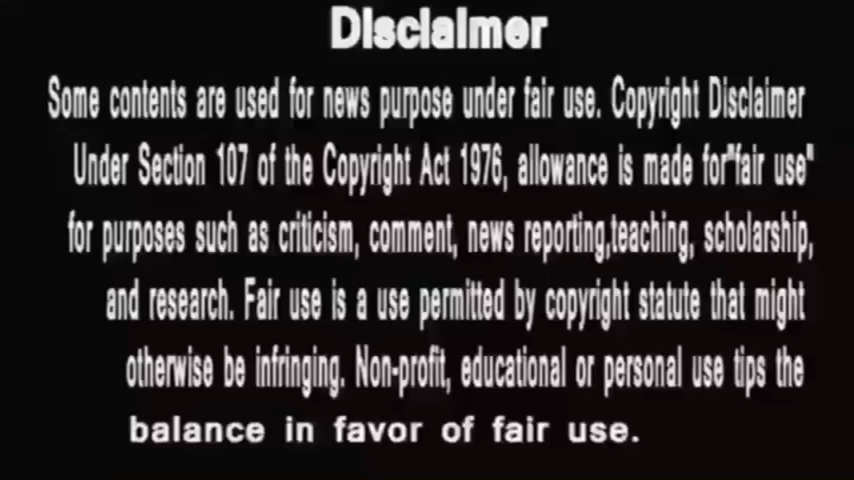 Disclaimer
Some contents are used for news purpose under fair use. Copyright Disclaimer
Under Section 107 of the Copyright Act 1976, allowance is made for"fair use"
for purposes such as criticism, comment, news reporting,teaching, scholarship,
and research. Fair use is a use permitted by copyright statute that might
otherwise be infringing. Non-profit, educational or personal use tips the
balance in favor of fair use.